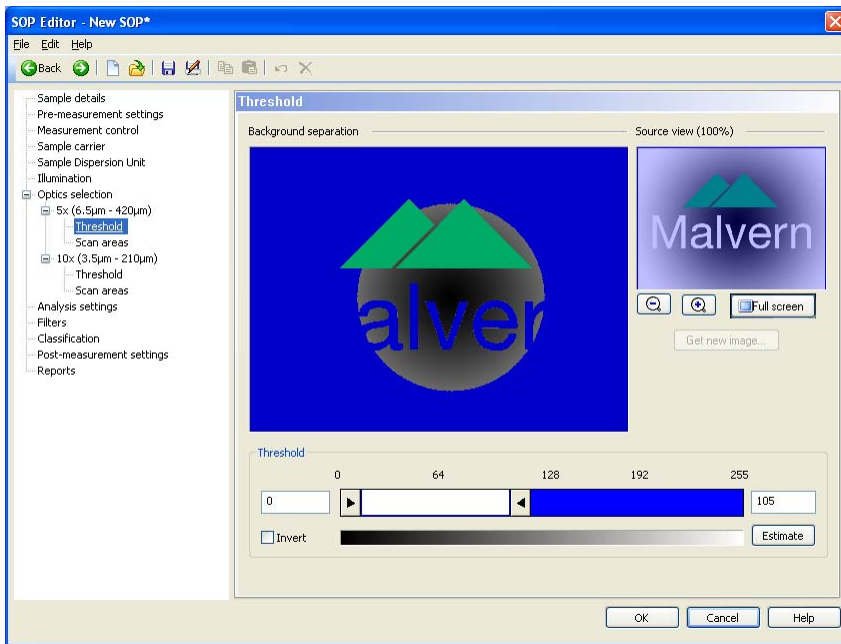 SOP Editor - New SOP*
File Edit Help
Back
Sample details
Pre-measurement settings
Measurement control
Sample carrier
Sample Dispersion Unit
Illumination
Optics selection
5x (6.5µm - 420µm)
Threshold
Scan areas
10x (3.5µm - 210µm)
Threshold
Scan areas
Analysis settings
Filters
Classification
Post-measurement settings
Reports
Threshold
Background separation
alver
Source view (100%)
Malvern
Full screen
Get new image...
Threshold
0 64 128 192 255
0 105
Invert
Estimate
OK Cancel Help